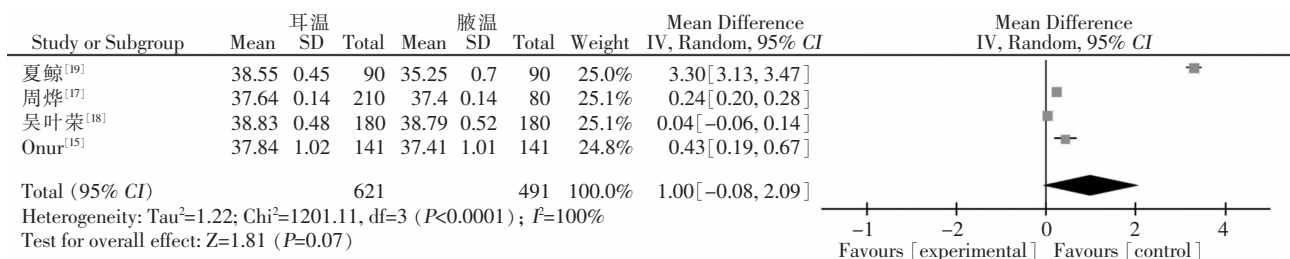 耳温 腋温 Mean Difference Mean Difference
Study or Subgroup Mean SD Total Mean SD Total Weight IV, Random, 95% CI IV, Random, 95% CI
夏鲸[19] 38.55 0.45 90 35.25 0.7 90 25.0% 3.30[3.13, 3.47]
周烨[17] 37.64 0.14 210 37.4 0.14 80 25.1% 0.24[0.20, 0.28]
吴叶荣[18] 38.83 0.48 180 38.79 0.52 180 25.1% 0.04[-0.06, 0.14]
Onur[15] 37.84 1.02 141 37.41 1.01 141 24.8% 0.43[0.19, 0.67]
Total (95% CI) 621 491 100.0% 1.00[-0.08, 2.09]
Heterogeneity: Tau²=1.22; Chi²=1201.11, df=3 (P<0.0001); I²=100%
Test for overall effect: Z=1.81 (P=0.07)
-1 -2 0 2 4
Favours [experimental] Favours [control]